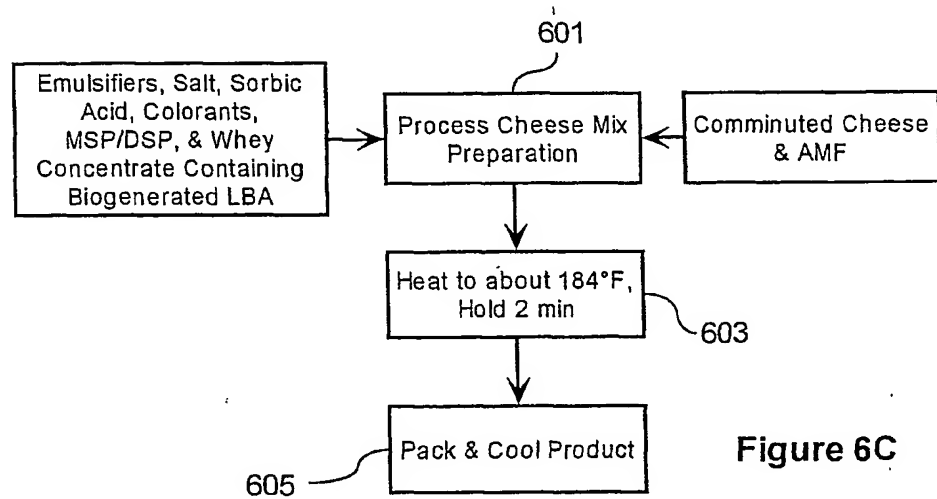 601
Emulsifiers, Salt, Sorbic
Acid, Colorants,
MSP/DSP, & Whey
Concentrate Containing
Biogenerated LBA
Process Cheese Mix
Preparation
Comminuted Cheese
& AMF
Heat to about 184°F,
Hold 2 min
603
Pack & Cool Product
605
Figure 6C